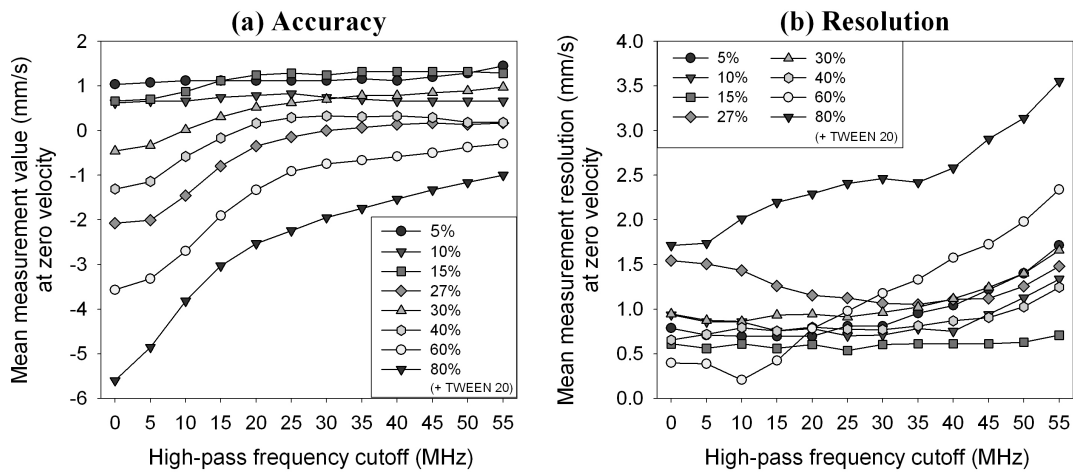 (a) Accuracy
Mean measurement value (mm/s)
at zero velocity
2
1
0
-1
-2
-3
-4
-5
-6
0 5 10 15 20 25 30 35 40 45 50 55
High-pass frequency cutoff (MHz)
5%
10%
15%
27%
30%
40%
60%
80%
(+ TWEEN 20)
(b) Resolution
Mean measurement resolution (mm/s)
at zero velocity
4.0
3.5
3.0
2.5
2.0
1.5
1.0
0.5
0.0
0 5 10 15 20 25 30 35 40 45 50 55
High-pass frequency cutoff (MHz)
5%
10%
15%
27%
30%
40%
60%
80%
(+ TWEEN 20)